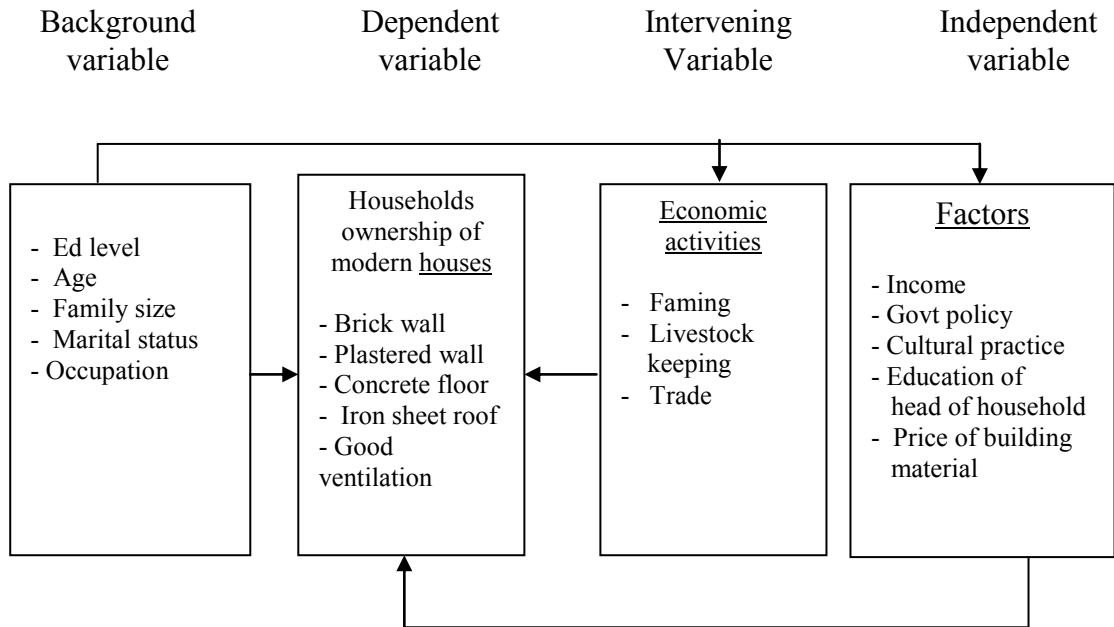 Background
variable
Dependent
variable
Intervening
Variable
Independent
variable
- Ed level
- Age
- Family size
- Marital status
- Occupation
Households
ownership of
modern houses
- Brick wall
- Plastered wall
- Concrete floor
- Iron sheet roof
- Good
ventilation
Economic
activities
- Faming
- Livestock
keeping
- Trade
Factors
- Income
- Govt policy
- Cultural practice
- Education of
head of household
- Price of building
material